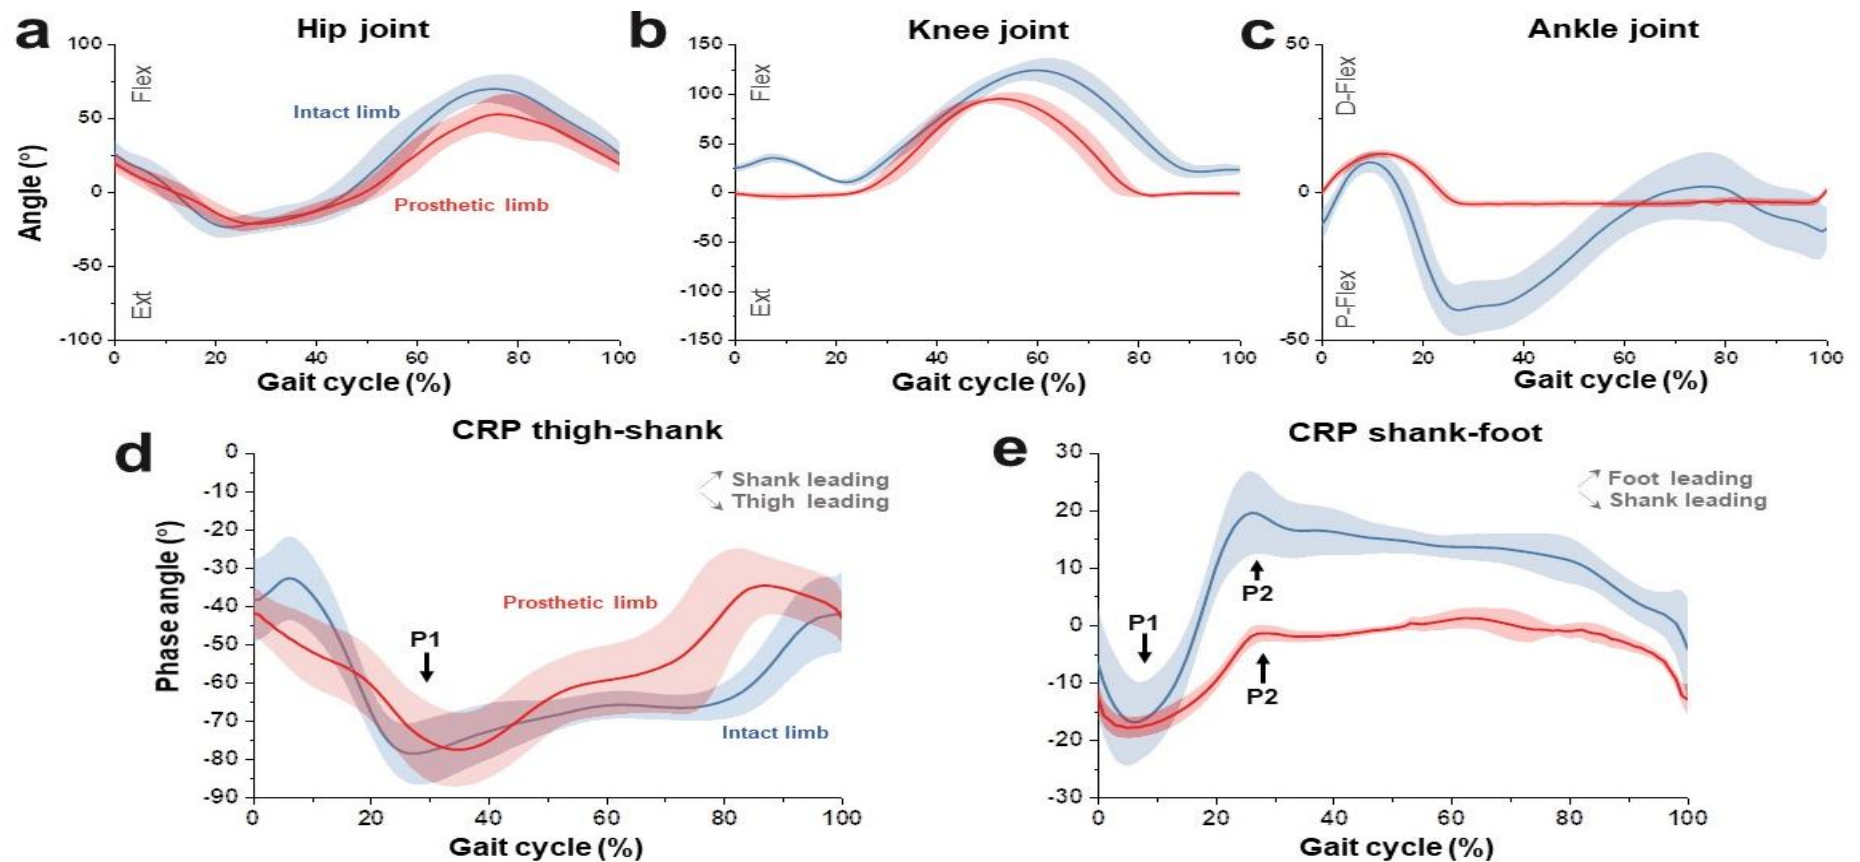 a
Hip joint
100
50
0
-50
-100
Flex
Ext
Angle (°)
Intact limb
Prosthetic limb
0 20 40 60 80 100
Gait cycle (%)
b
Knee joint
150
100
50
0
-50
-100
-150
Flex
Ext
0 20 40 60 80 100
Gait cycle (%)
c
Ankle joint
50
0
-50
D-Flex
P-Flex
0 20 40 60 80 100
Gait cycle (%)
d
CRP thigh-shank
0
-10
-20
-30
-40
-50
-60
-70
-80
-90
Phase angle (°)
Shank leading
Thigh leading
Prosthetic limb
P1
Intact limb
0 20 40 60 80 100
Gait cycle (%)
e
CRP shank-foot
30
20
10
0
-10
-20
-30
Foot leading
Shank leading
P1
P2
P2
0 20 40 60 80 100
Gait cycle (%)